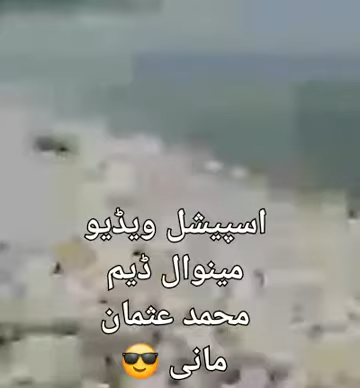 اسپیشل ویڈیو
مینوال ڈیم
محمد عثمان
مانی 😎